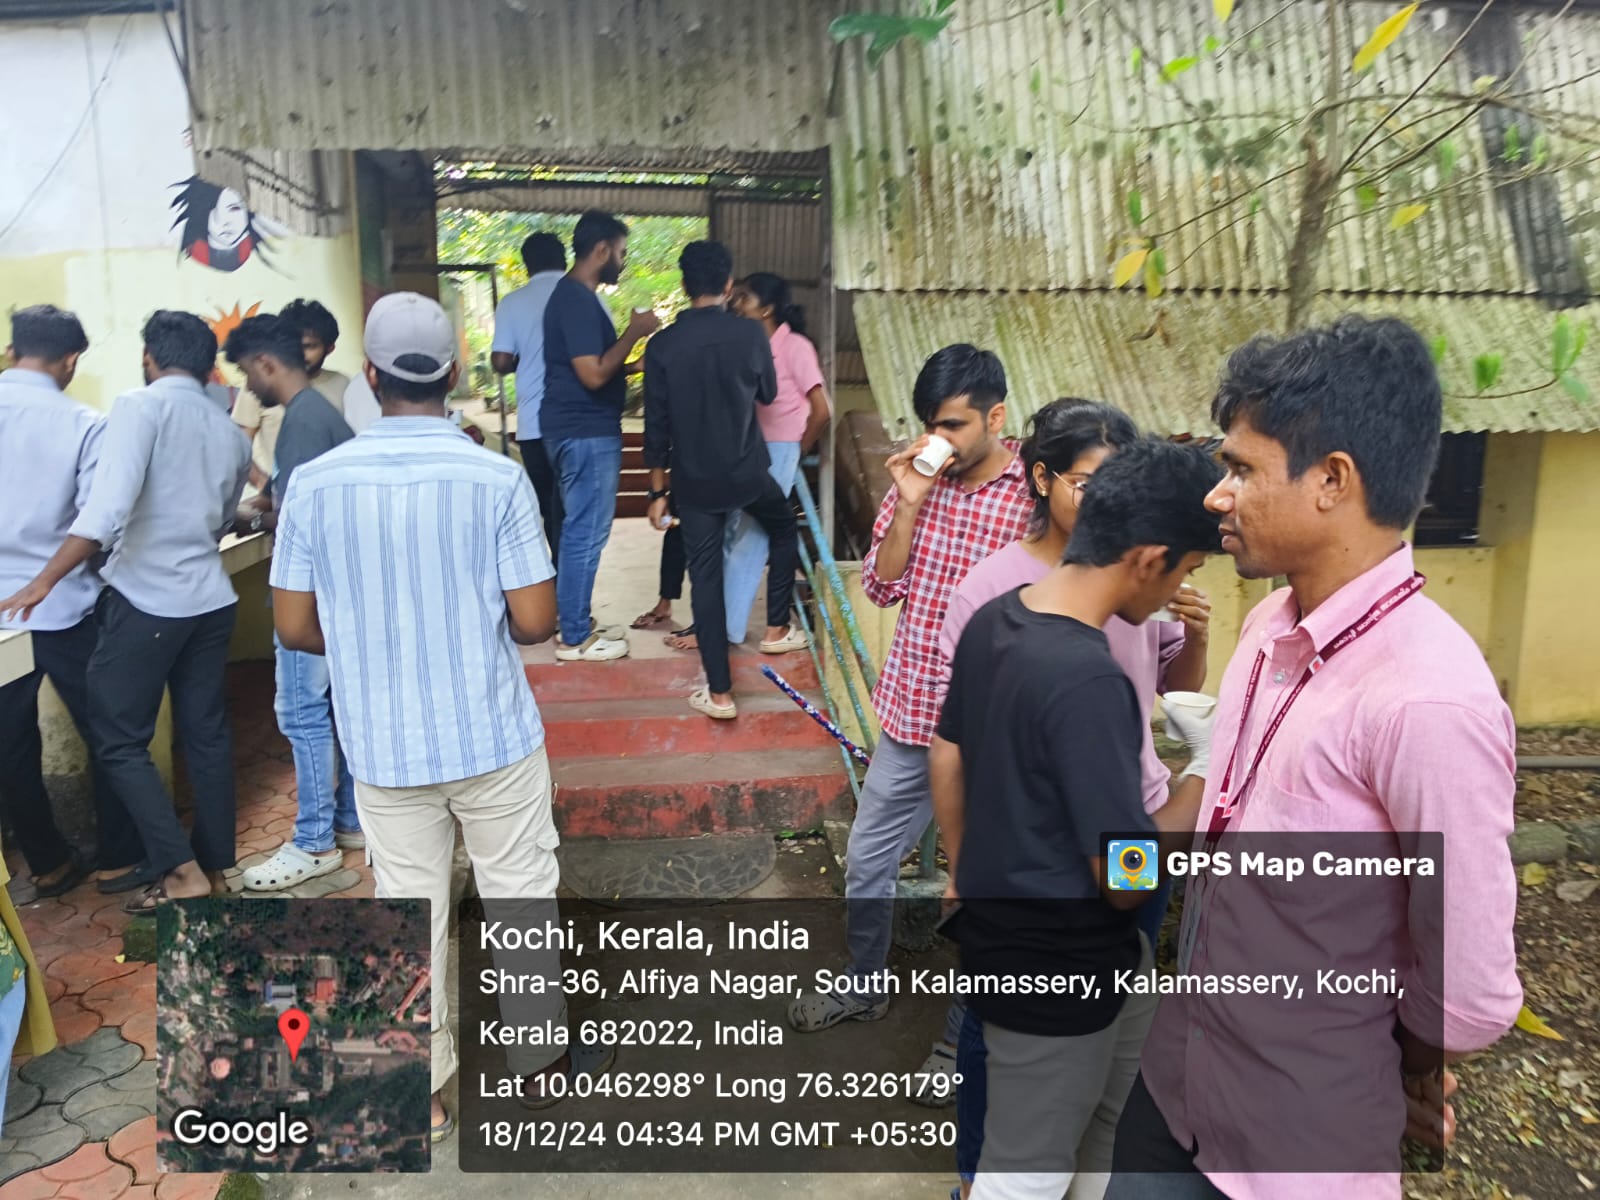 GPS Map Camera
Kochi, Kerala, India
Shra-36, Alfiya Nagar, South Kalamassery, Kalamassery, Kochi,
Kerala 682022, India
Lat 10.046298° Long 76.326179°
18/12/24 04:34 PM GMT +05:30
Google